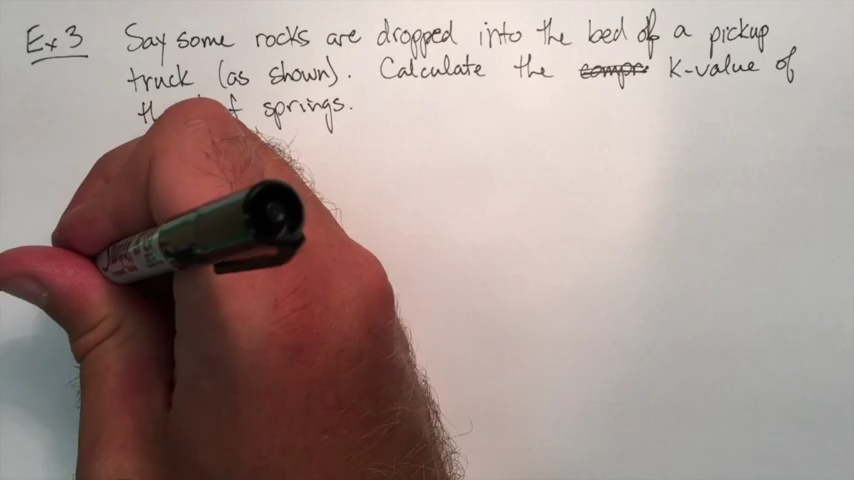 Ex 3 Say some rocks are dropped into the bed of a pickup
truck (as shown). Calculate the K-value of
springs.